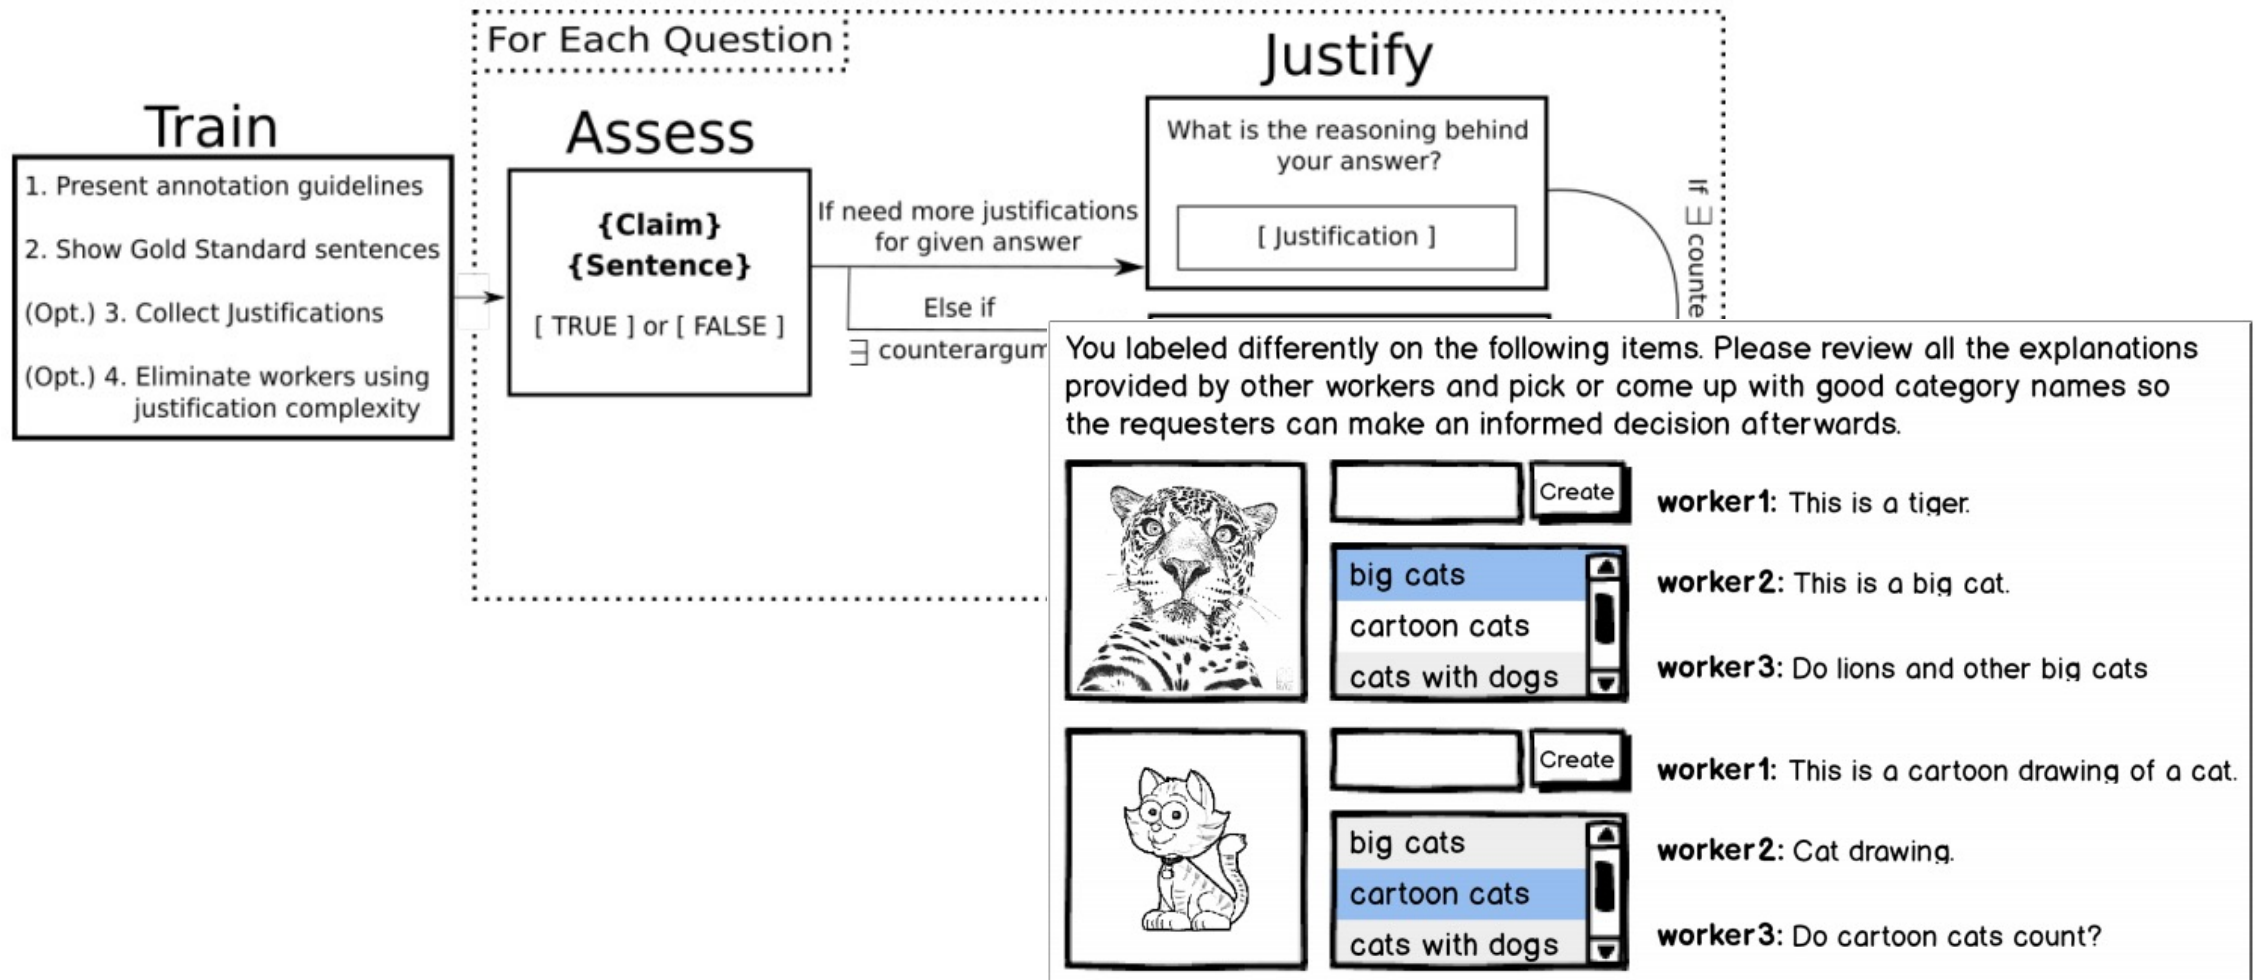 For Each Question
Train
1. Present annotation guidelines
2. Show Gold Standard sentences
(Opt.) 3. Collect Justifications
(Opt.) 4. Eliminate workers using
justification complexity
Assess
{Claim}
{Sentence}
[ TRUE ] or [ FALSE ]
If need more justifications
for given answer
Else if
∃ counterargum
Justify
What is the reasoning behind
your answer?
[ Justification ]
If ∃ counte
You labeled differently on the following items. Please review all the explanations
provided by other workers and pick or come up with good category names so
the requesters can make an informed decision afterwards.
Create
big cats
cartoon cats
cats with dogs
worker1: This is a tiger.
worker2: This is a big cat.
worker3: Do lions and other big cats
Create
big cats
cartoon cats
cats with dogs
worker1: This is a cartoon drawing of a cat.
worker2: Cat drawing.
worker3: Do cartoon cats count?